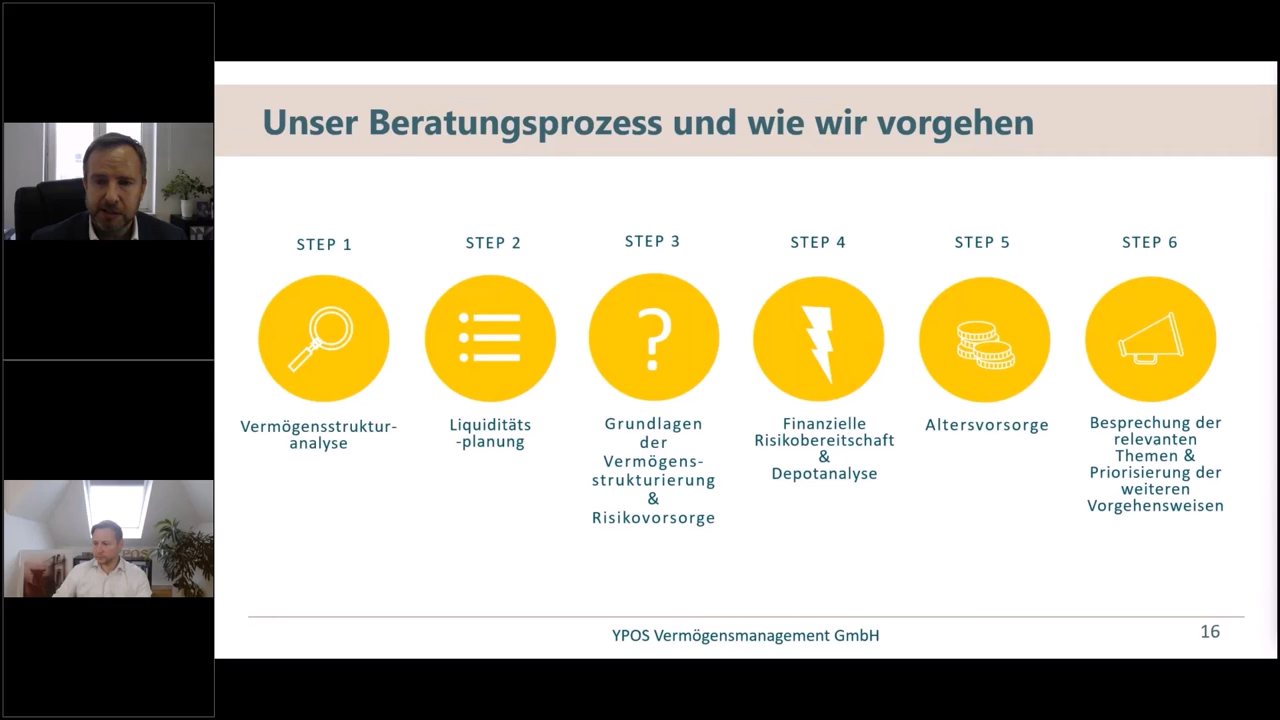 Unser Beratungsprozess und wie wir vorgehen
STEP 1
Vermögensstruktur-
analyse
STEP 2
Liquiditäts
-planung
STEP 3
Grundlagen
der
Vermögens-
strukturierung
&
Risikovorsorge
STEP 4
Finanzielle
Risikobereitschaft
&
Depotanalyse
STEP 5
Altersvorsorge
STEP 6
Besprechung der
relevanten
Themen &
Priorisierung der
weiteren
Vorgehensweisen
YPOS Vermögensmanagement GmbH
16